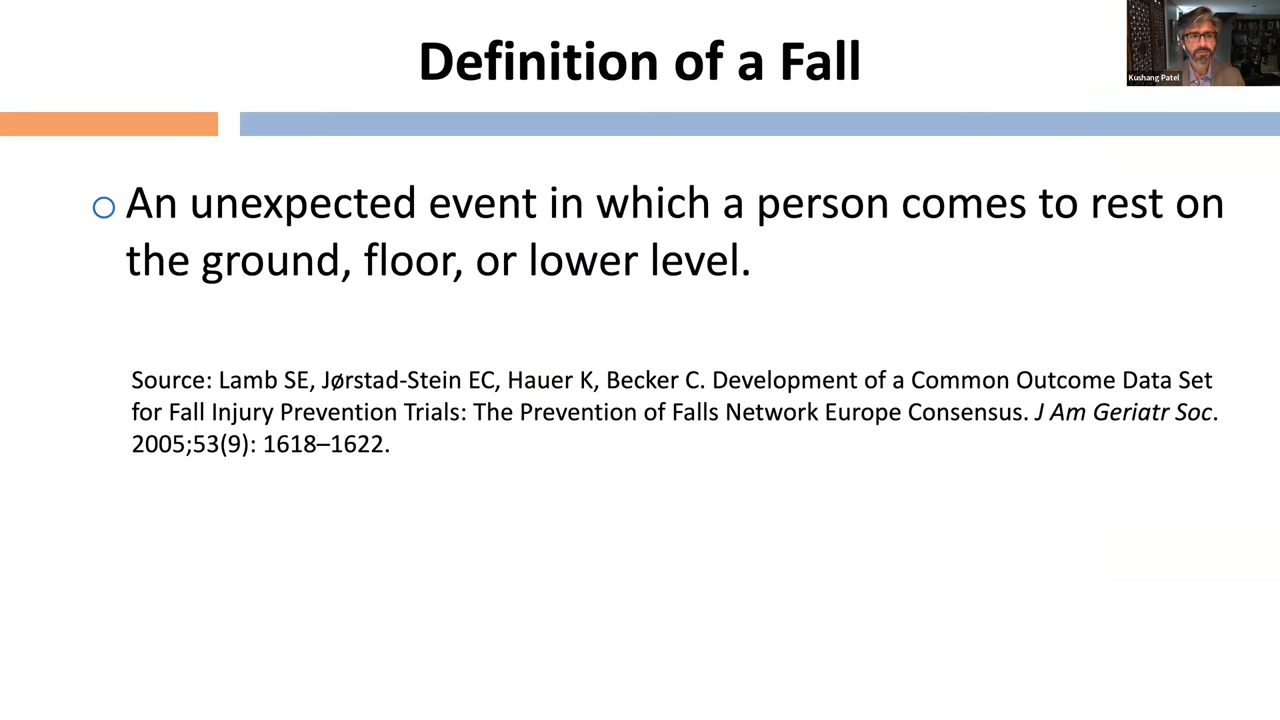 Definition of a Fall
Kushang Patel
An unexpected event in which a person comes to rest on
the ground, floor, or lower level.
Source: Lamb SE, Jørstad-Stein EC, Hauer K, Becker C. Development of a Common Outcome Data Set
for Fall Injury Prevention Trials: The Prevention of Falls Network Europe Consensus. J Am Geriatr Soc.
2005;53(9): 1618–1622.